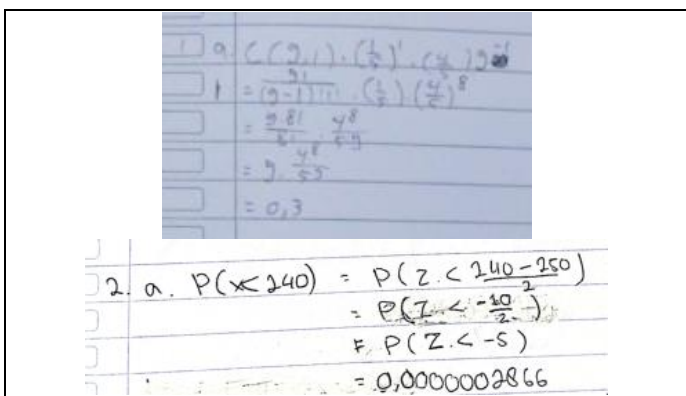 1 a. C(9,1) . (1/5)¹ . (4/5)9-1
= 9!/(9-1)!1! . (1/5) . (4/5)⁸
= 9.8!/8! . 4⁸/5⁹
= 9 . 4⁸/5⁹
= 0,3
2. a. P(x<240) = P(Z < 240-250/2)
= P(Z < -10/2)
= P(Z < -5)
= 0,0000002866